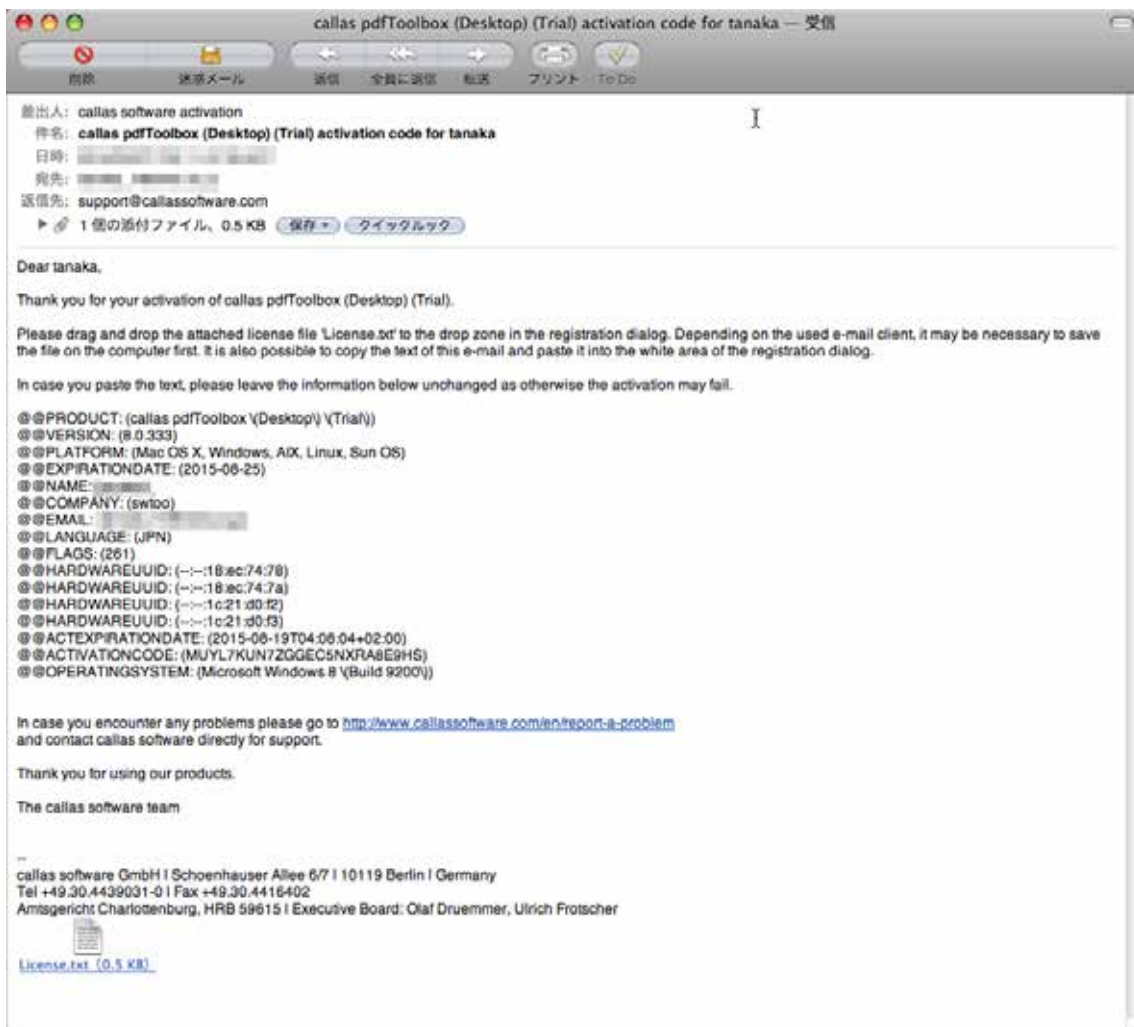 callas pdfToolbox (Desktop) (Trial) activation code for tanaka — 受信
削除 迷惑メール 返信 全員に返信 転送 プリント To Do
差出人: callas software activation
件名: callas pdfToolbox (Desktop) (Trial) activation code for tanaka
日時:
宛先:
返信先: support@callassoftware.com
1 個の添付ファイル、0.5 KB 保存 クイックルック
Dear tanaka,
Thank you for your activation of callas pdfToolbox (Desktop) (Trial).
Please drag and drop the attached license file 'License.txt' to the drop zone in the registration dialog. Depending on the used e-mail client, it may be necessary to save
the file on the computer first. It is also possible to copy the text of this e-mail and paste it into the white area of the registration dialog.
In case you paste the text, please leave the information below unchanged as otherwise the activation may fail.
@@PRODUCT: (callas pdfToolbox \(Desktop\) \(Trial\))
@@VERSION: (8.0.333)
@@PLATFORM: (Mac OS X, Windows, AIX, Linux, Sun OS)
@@EXPIRATIONDATE: (2015-06-25)
@@NAME:
@@COMPANY: (swtoo)
@@EMAIL:
@@LANGUAGE: (JPN)
@@FLAGS: (261)
@@HARDWAREUUID: (--:--:18:ec:74:78)
@@HARDWAREUUID: (--:--:18:ec:74:7a)
@@HARDWAREUUID: (--:--:1c:21:d0:f2)
@@HARDWAREUUID: (--:--:1c:21:d0:f3)
@@ACTEXPIRATIONDATE: (2015-06-19T04:06:04+02:00)
@@ACTIVATIONCODE: (MUYL7KUN7ZGGEC5NXRA8E9HS)
@@OPERATINGSYSTEM: (Microsoft Windows 8 \(Build 9200\))
In case you encounter any problems please go to http://www.callassoftware.com/en/report-a-problem
and contact callas software directly for support.
Thank you for using our products.
The callas software team
--
callas software GmbH | Schoenhauser Allee 6/7 | 10119 Berlin | Germany
Tel +49.30.4439031-0 | Fax +49.30.4416402
Amtsgericht Charlottenburg, HRB 59615 | Executive Board: Olaf Druemmer, Ulrich Frotscher
License.txt (0.5 KB)